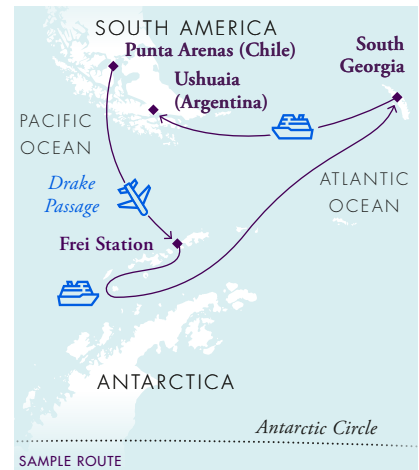 SOUTH AMERICA
Punta Arenas (Chile)
Ushuaia
(Argentina)
South
Georgia
PACIFIC
OCEAN
Drake
Passage
ATLANTIC
OCEAN
Frei Station
ANTARCTICA
Antarctic Circle
SAMPLE ROUTE